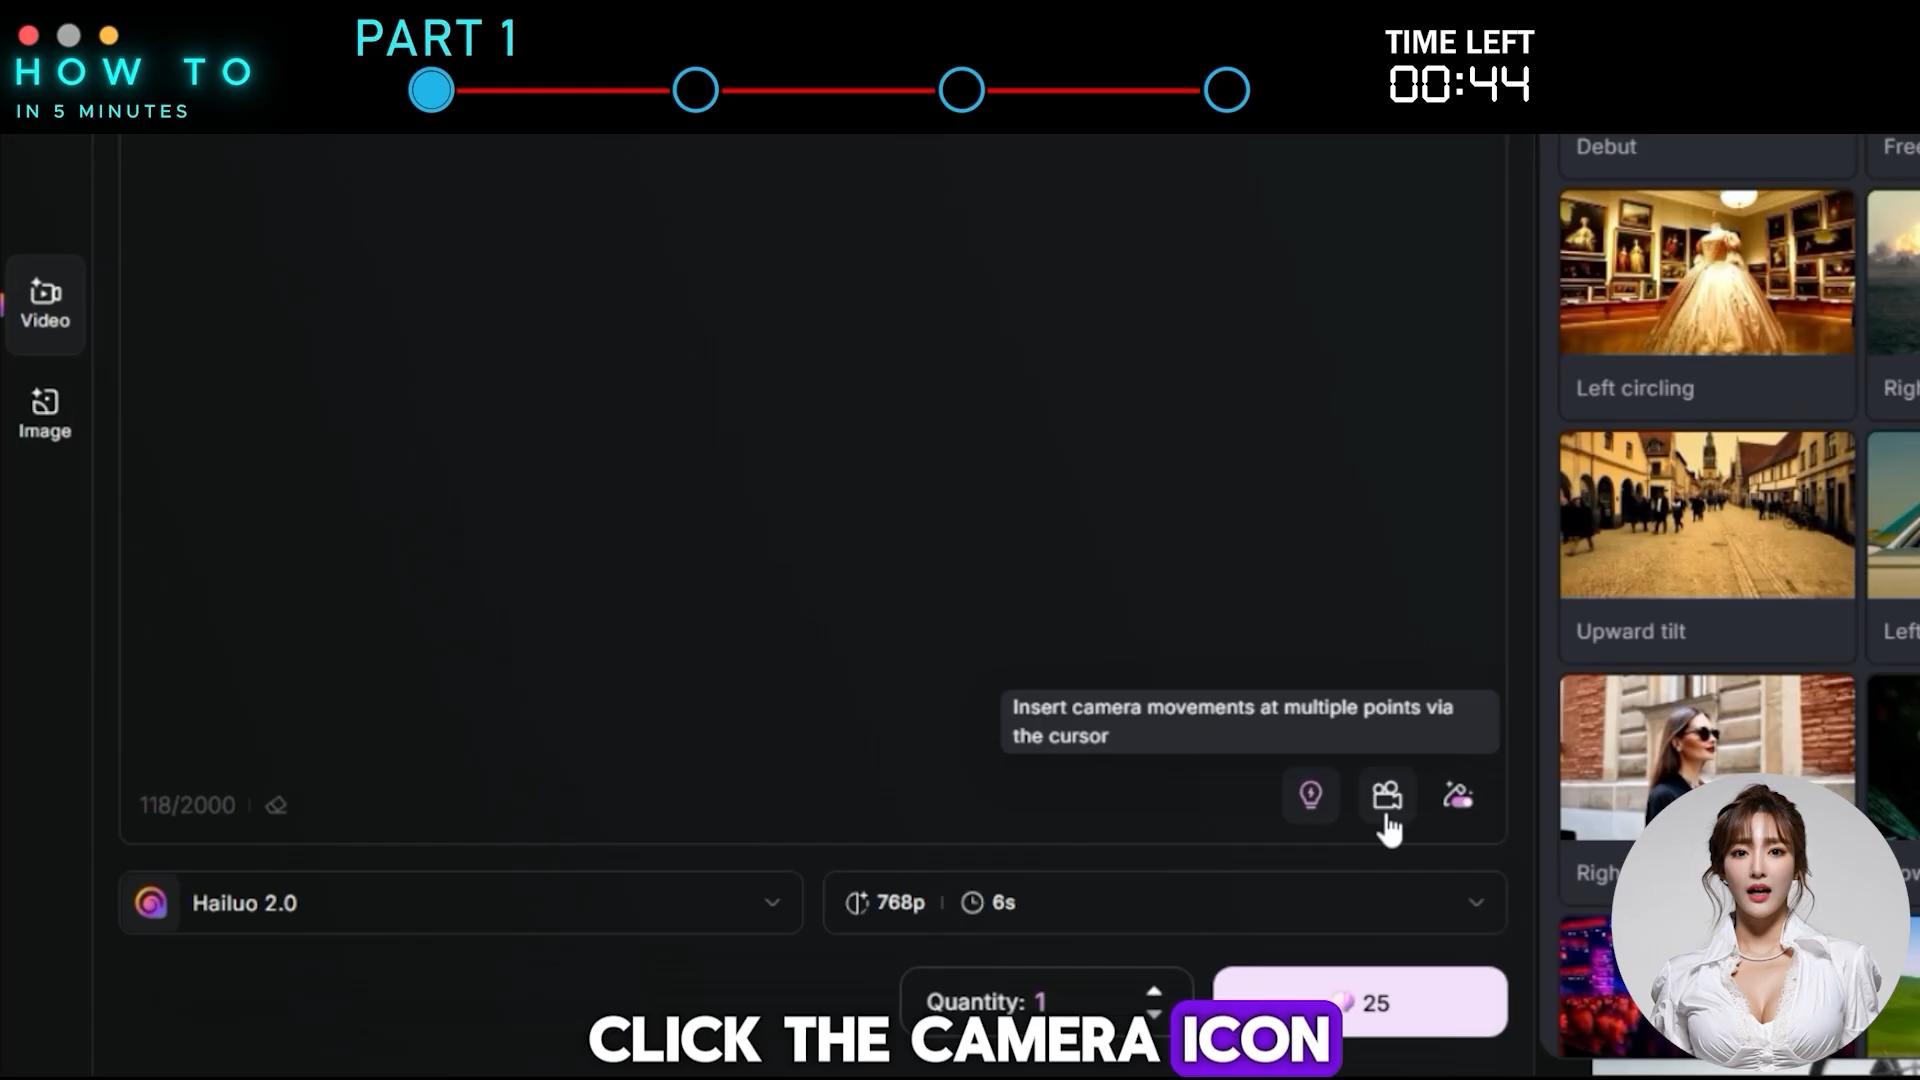 HOW TO
IN 5 MINUTES
PART 1
TIME LEFT
00:44
Video
Image
Debut
Left circling
Upward tilt
Insert camera movements at multiple points via
the cursor
118/2000
Hailuo 2.0
768p
6s
Quantity: 1
25
CLICK THE CAMERA ICON